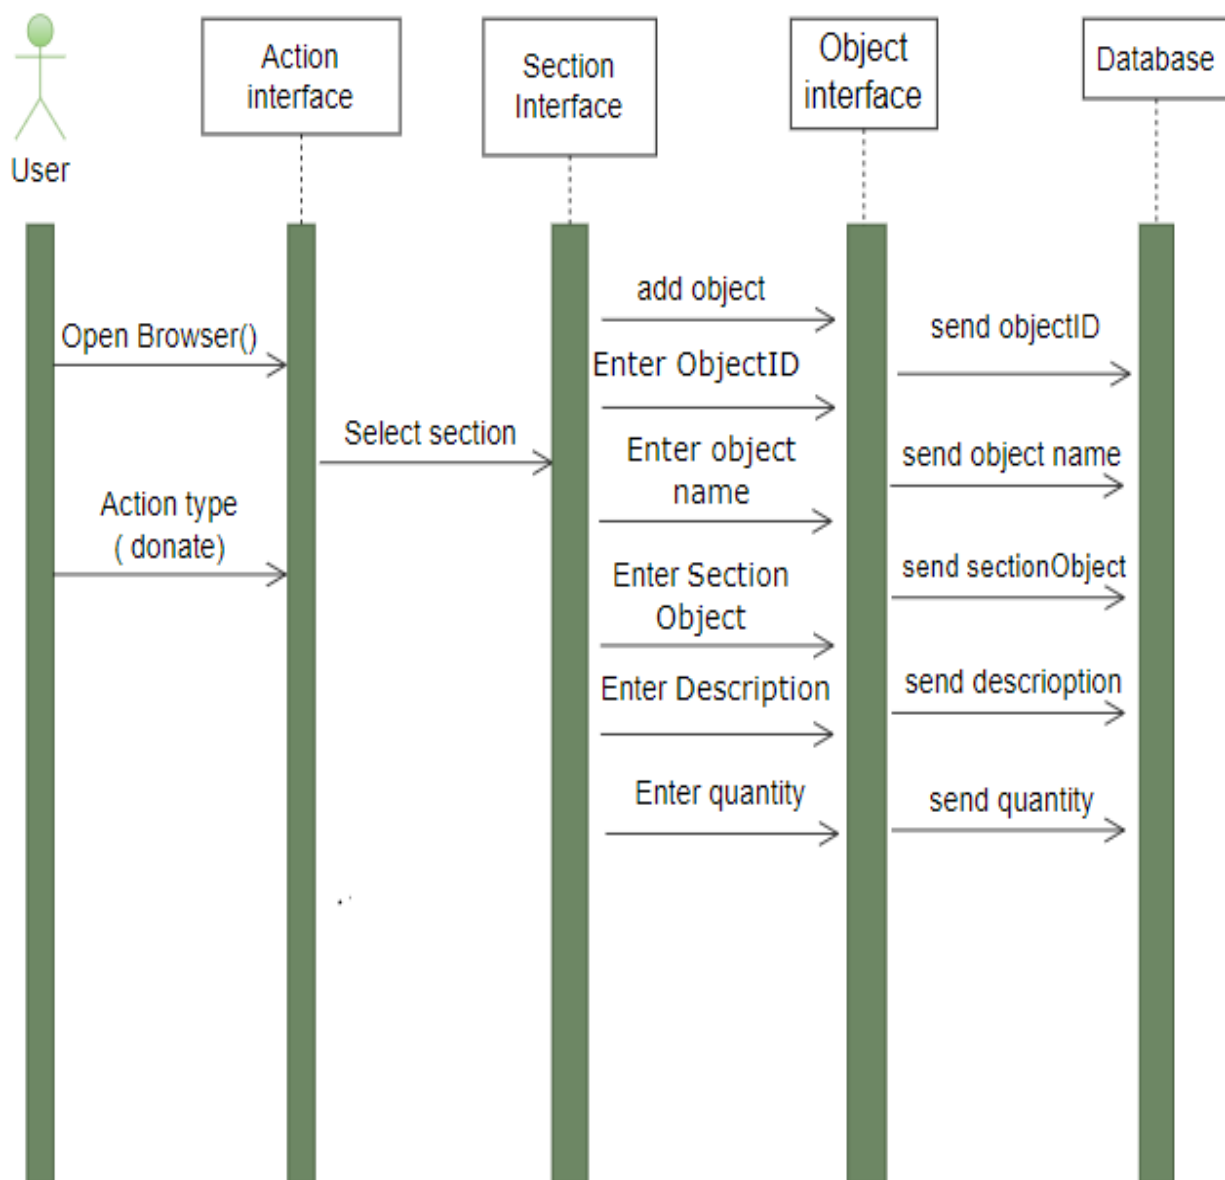 User
Action
interface
Section
Interface
Object
interface
Database
add object
send objectID
Open Browser()
Enter ObjectID
Select section
Enter object
name
send object name
Action type
( donate)
Enter Section
Object
send sectionObject
Enter Description
send descrioption
Enter quantity
send quantity